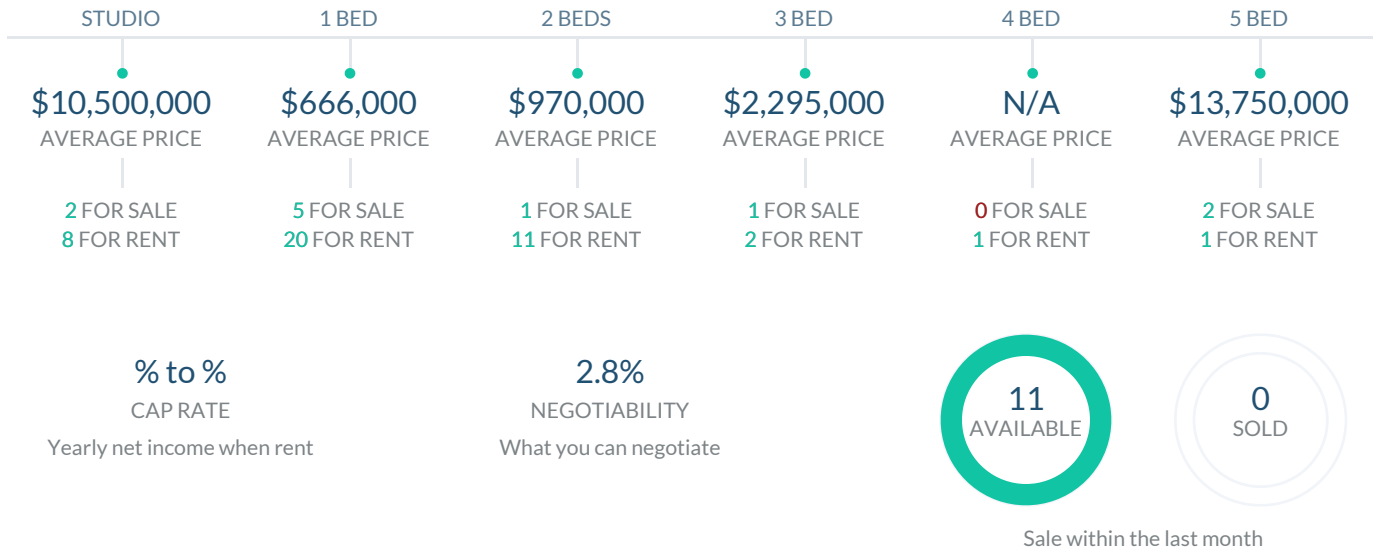 STUDIO 1 BED 2 BEDS 3 BED 4 BED 5 BED
$10,500,000 $666,000 $970,000 $2,295,000 N/A $13,750,000
AVERAGE PRICE AVERAGE PRICE AVERAGE PRICE AVERAGE PRICE AVERAGE PRICE AVERAGE PRICE
2 FOR SALE 5 FOR SALE 1 FOR SALE 1 FOR SALE 0 FOR SALE 2 FOR SALE
8 FOR RENT 20 FOR RENT 11 FOR RENT 2 FOR RENT 1 FOR RENT 1 FOR RENT
% to %
CAP RATE
Yearly net income when rent
2.8%
NEGOTIABILITY
What you can negotiate
11
AVAILABLE
0
SOLD
Sale within the last month